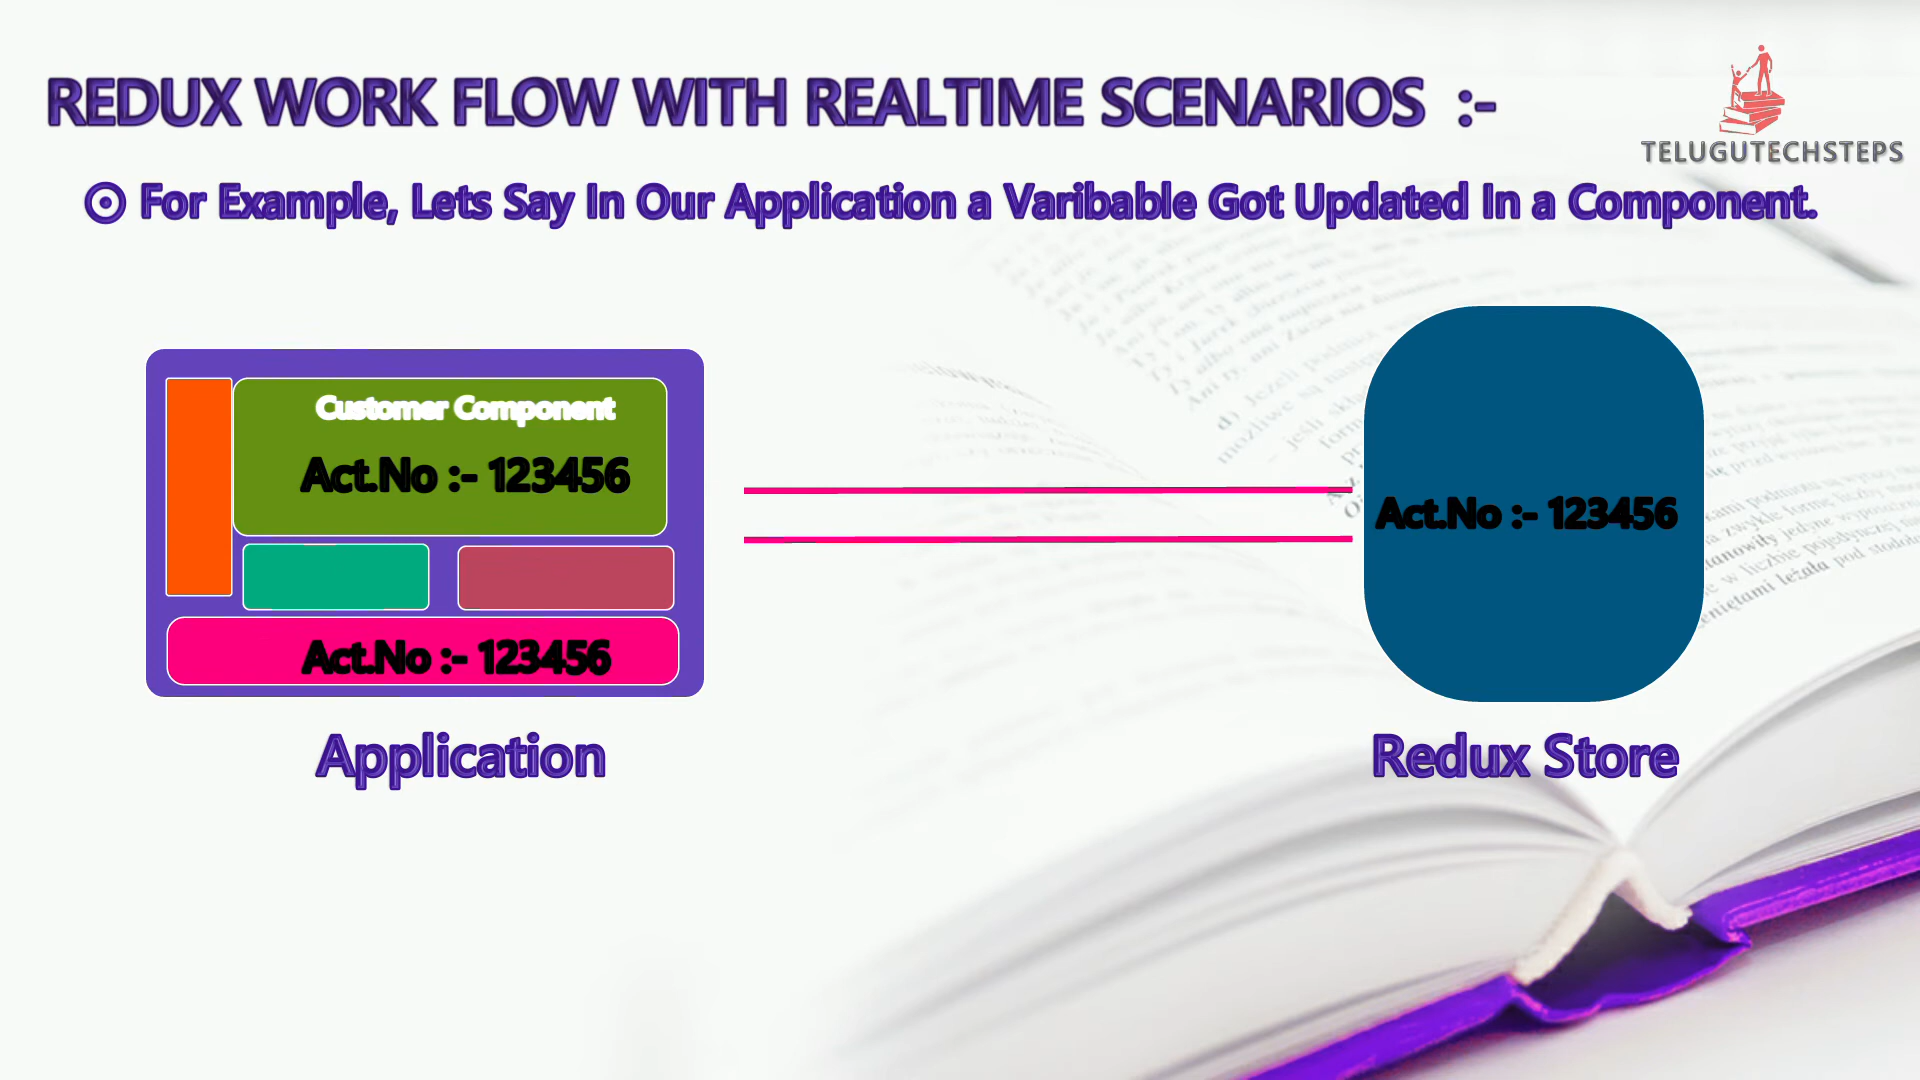 REDUX WORK FLOW WITH REALTIME SCENARIOS :-
TELUGUTECHSTEPS
For Example, Lets Say In Our Application a Varibable Got Updated In a Component.
Customer Component
Act.No :- 123456
Act.No :- 123456
Act.No :- 123456
Application
Redux Store